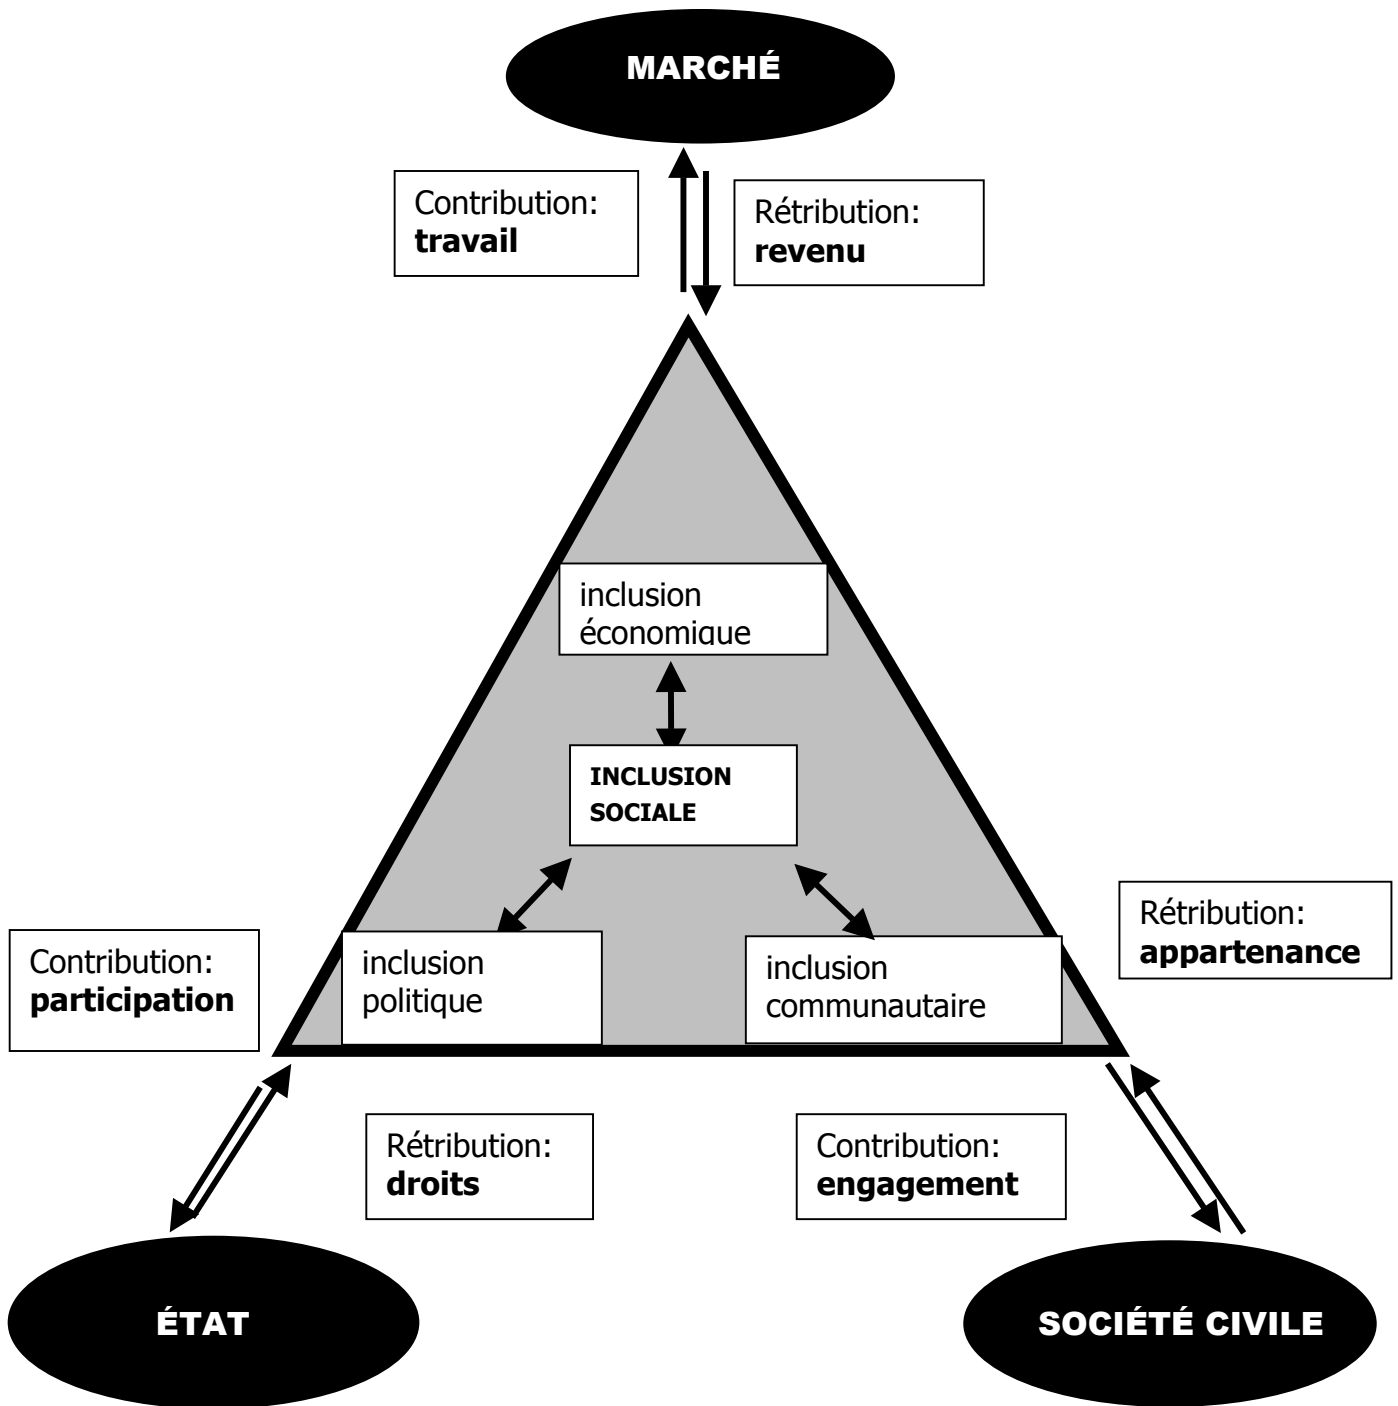 MARCHÉ
Contribution:
travail
Rétribution:
revenu
inclusion
économique
INCLUSION
SOCIALE
Rétribution:
appartenance
Contribution:
participation
inclusion
politique
inclusion
communautaire
Rétribution:
droits
Contribution:
engagement
ÉTAT
SOCIÉTÉ CIVILE